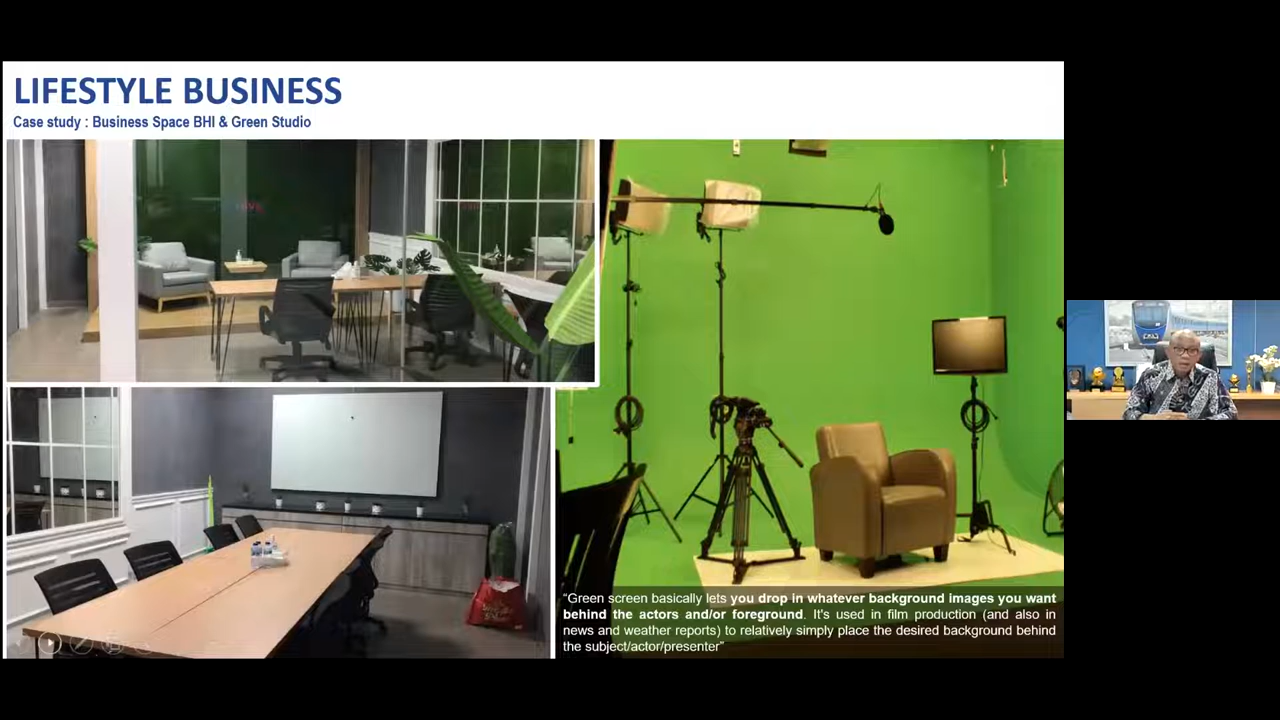 LIFESTYLE BUSINESS
Case study : Business Space BHI & Green Studio
“Green screen basically lets you drop in whatever background images you want
behind the actors and/or foreground. It's used in film production (and also in
news and weather reports) to relatively simply place the desired background behind
the subject/actor/presenter”